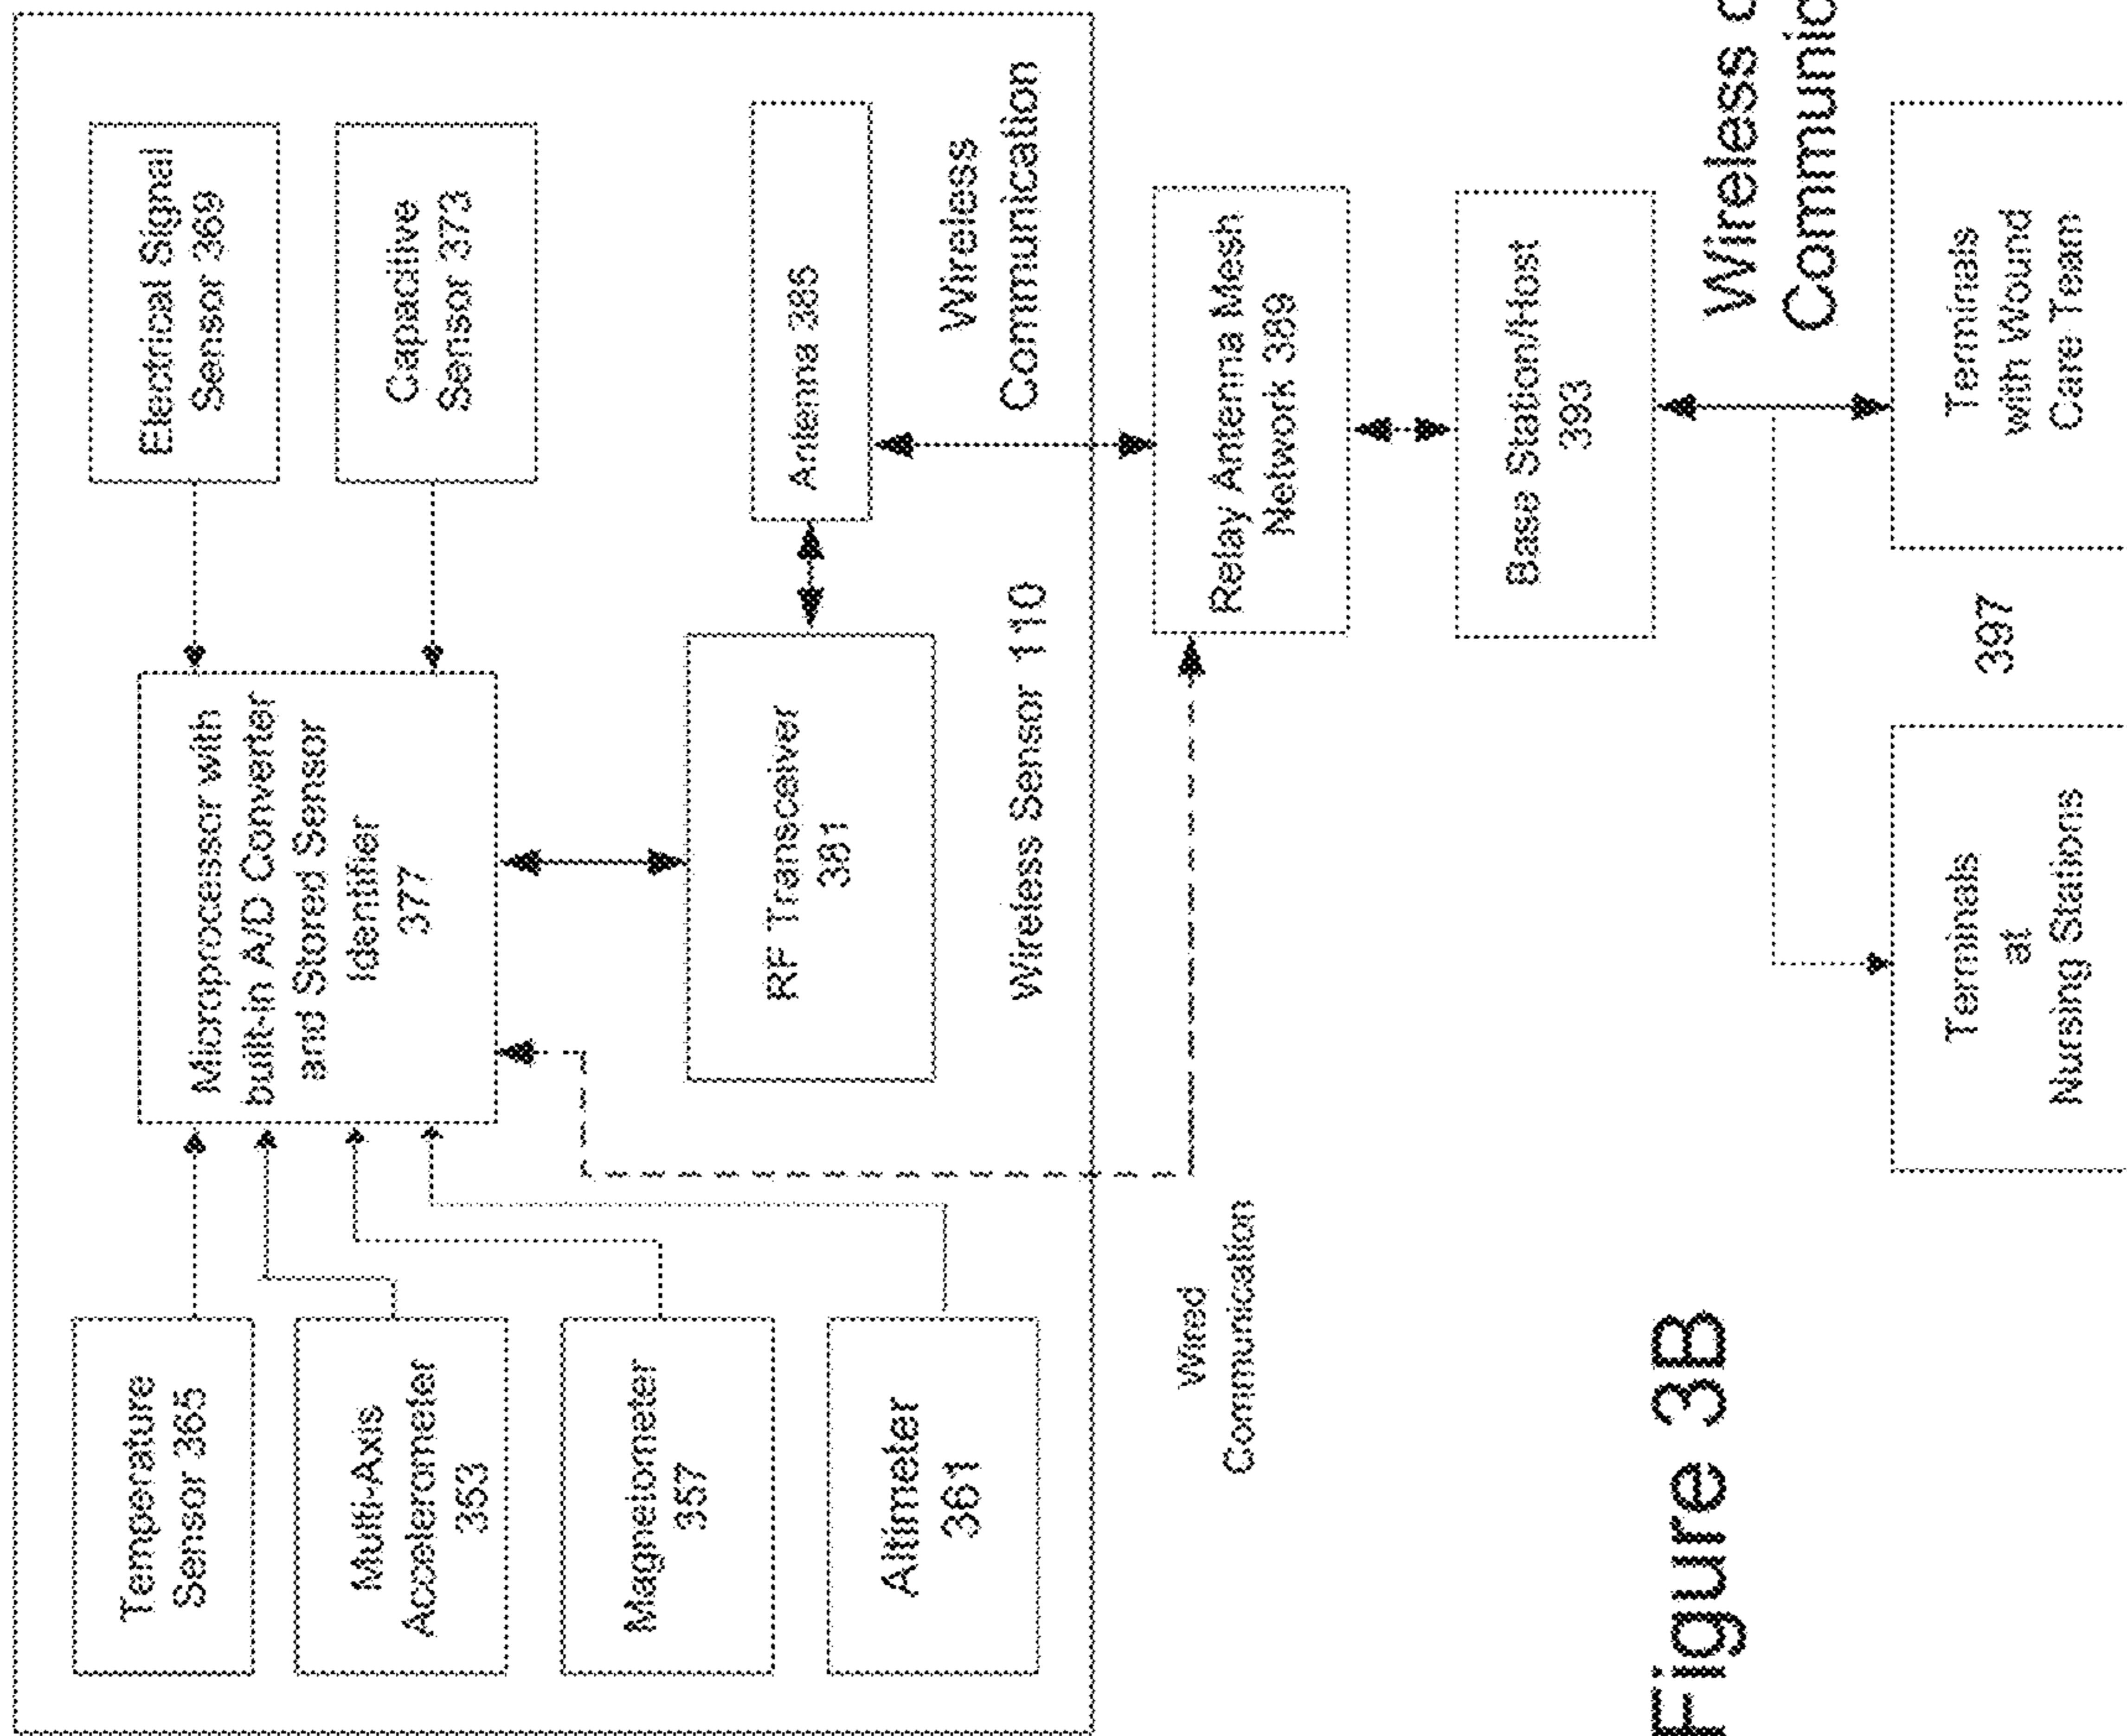 Temperature
Sensor 365
Multi-Axis
Accelerometer
353
Magnetometer
357
Altimeter
361
Microprocessor with
built-in A/D Converter
and Stored Sensor
Identifier
377
Electrical Signal
Sensor 369
Capacitive
Sensor 373
RF Transceiver
381
Antenna 385
Wireless Sensor 110
Wireless
Communication
Wired
Communication
Relay Antenna Mesh
Network 389
Base Station/Host
393
Wireless
Communic
Figure 3B
Terminals
at
Nursing Stations
397
Terminals
with Wound
Care Team